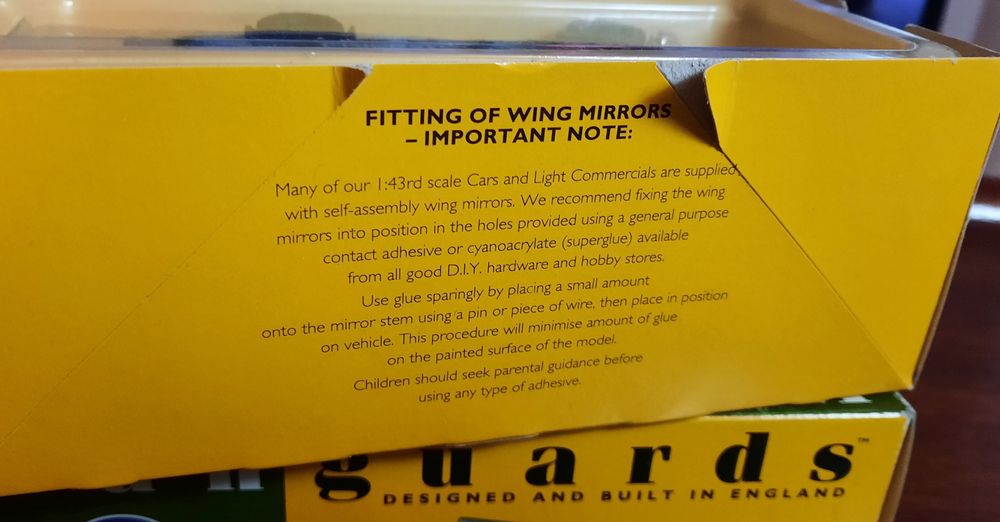 FITTING OF WING MIRRORS
– IMPORTANT NOTE:
Many of our 1:43rd scale Cars and Light Commercials are supplied
with self-assembly wing mirrors. We recommend fixing the wing
mirrors into position in the holes provided using a general purpose
contact adhesive or cyanoacrylate (superglue) available
from all good D.I.Y. hardware and hobby stores.
Use glue sparingly by placing a small amount
onto the mirror stem using a pin or piece of wire, then place in position
on vehicle. This procedure will minimise amount of glue
on the painted surface of the model.
Children should seek parental guidance before
using any type of adhesive.
anguards™
DESIGNED AND BUILT IN ENGLAND